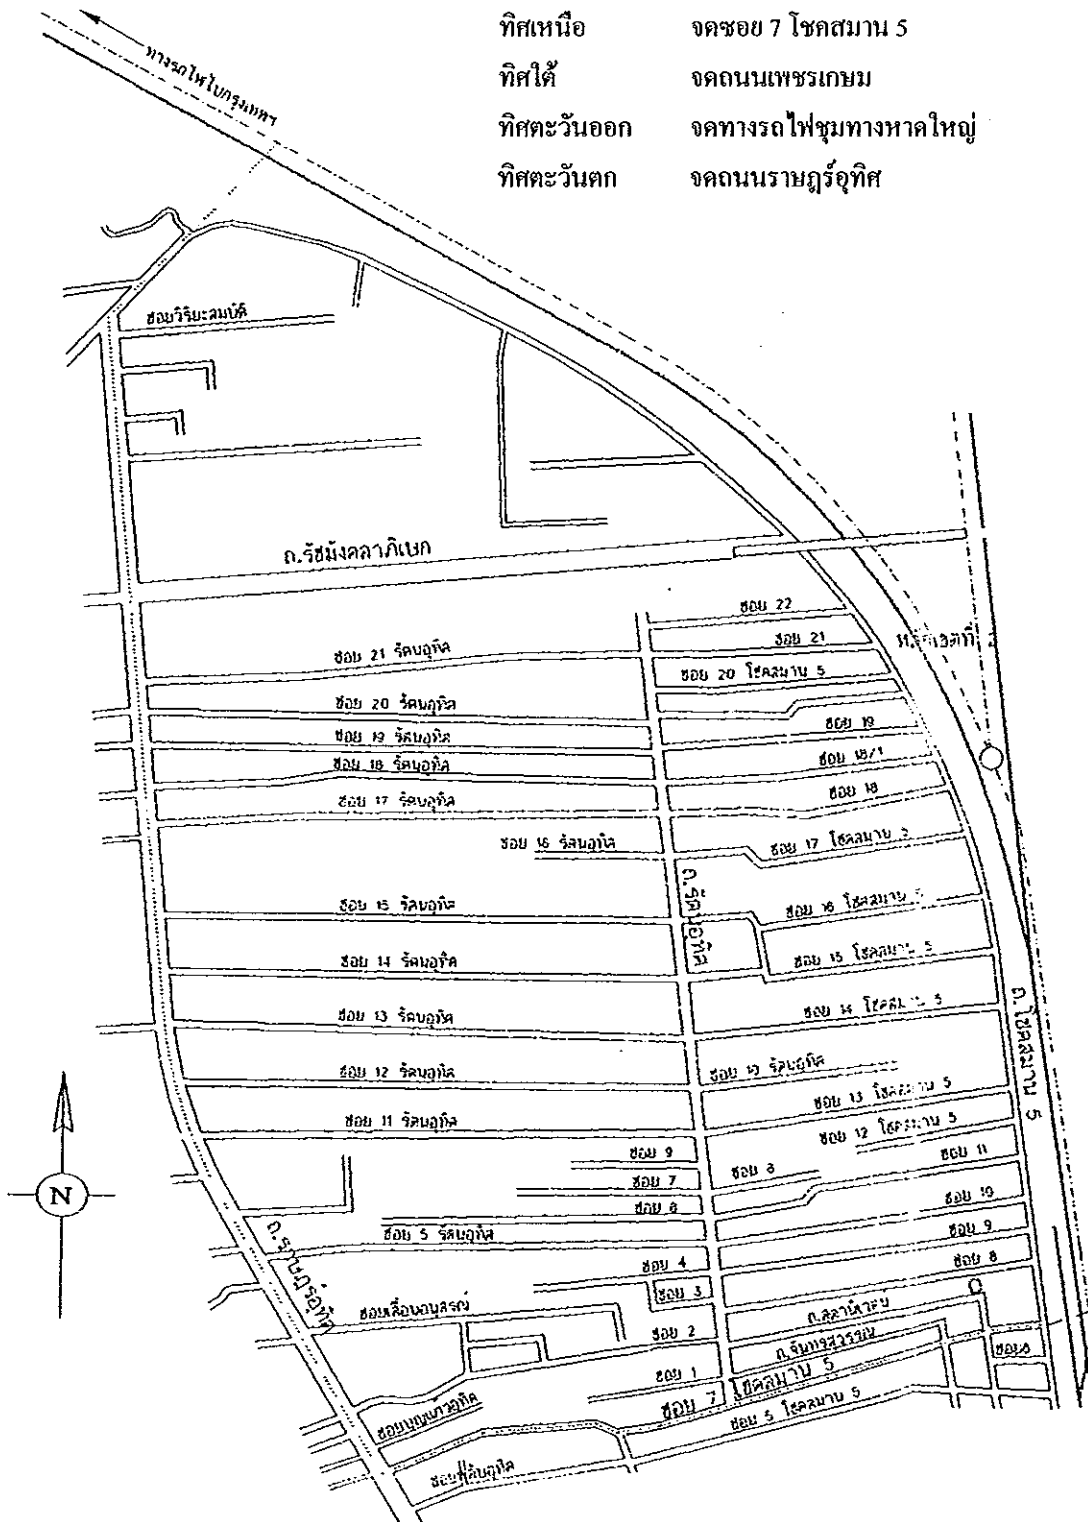 ทิศเหนือ จดซอย 7 โชคสมาน 5
ทิศใต้ จดถนนเพชรเกษม
ทิศตะวันออก จดทางรถไฟชุมทางหาดใหญ่
ทิศตะวันตก จดถนนราษฎร์อุทิศ
ทางรถไฟไปกรุงเทพฯ
ซอยวิริยะสมบัติ
ถ.รัชมังคลาภิเษก
ซอย 22
ซอย 21
ซอย 21 รัตนอุทิศ
ซอย 20 โชคสมาน 5
ซอย 20 รัตนอุทิศ
ซอย 19
ซอย 19 รัตนอุทิศ
ซอย 18/1
ซอย 18 รัตนอุทิศ
ซอย 18
ซอย 17 รัตนอุทิศ
ซอย 16 รัตนอุทิศ
ซอย 17 โชคสมาน 5
ถ.รัตนอุทิศ
ซอย 15 รัตนอุทิศ
ซอย 16 โชคสมาน 5
ซอย 14 รัตนอุทิศ
ซอย 15 โชคสมาน 5
ถ.โชคสมาน 5
ซอย 13 รัตนอุทิศ
ซอย 14 โชคสมาน 5
ซอย 12 รัตนอุทิศ
ซอย รัตนอุทิศ
ซอย 13 โชคสมาน 5
ซอย 11 รัตนอุทิศ
ซอย 12 โชคสมาน 5
ซอย 9
ซอย 11
ซอย 7
ซอย 8
ซอย 10
N
ซอย 5 รัตนอุทิศ
ซอย 9
ถ.ราษฎร์อุทิศ
ซอย 4
ซอย 8
ซอย 3
ซอยเลื่อนอนุสรณ์
ซอย 2
ถ.จันทร์สุวรรณ
ซอย 1
ซอย 7 โชคสมาน 5
ซอย 5 โชคสมาน 5